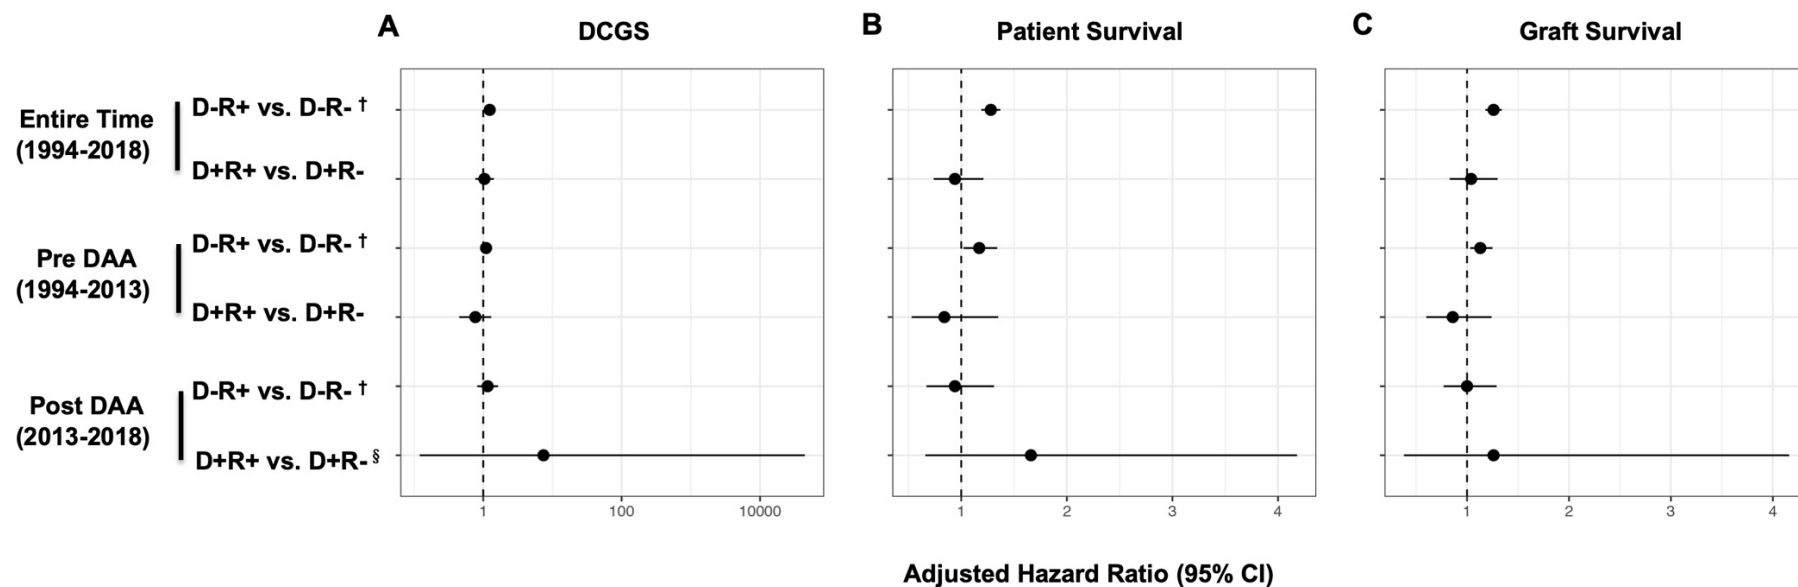 A DCGS B Patient Survival C Graft Survival
Entire Time
(1994-2018)
D-R+ vs. D-R- †
D+R+ vs. D+R-
Pre DAA
(1994-2013)
D-R+ vs. D-R- †
D+R+ vs. D+R-
Post DAA
(2013-2018)
D-R+ vs. D-R- †
D+R+ vs. D+R- §
1 100 10000 1 2 3 4 1 2 3 4
Adjusted Hazard Ratio (95% CI)